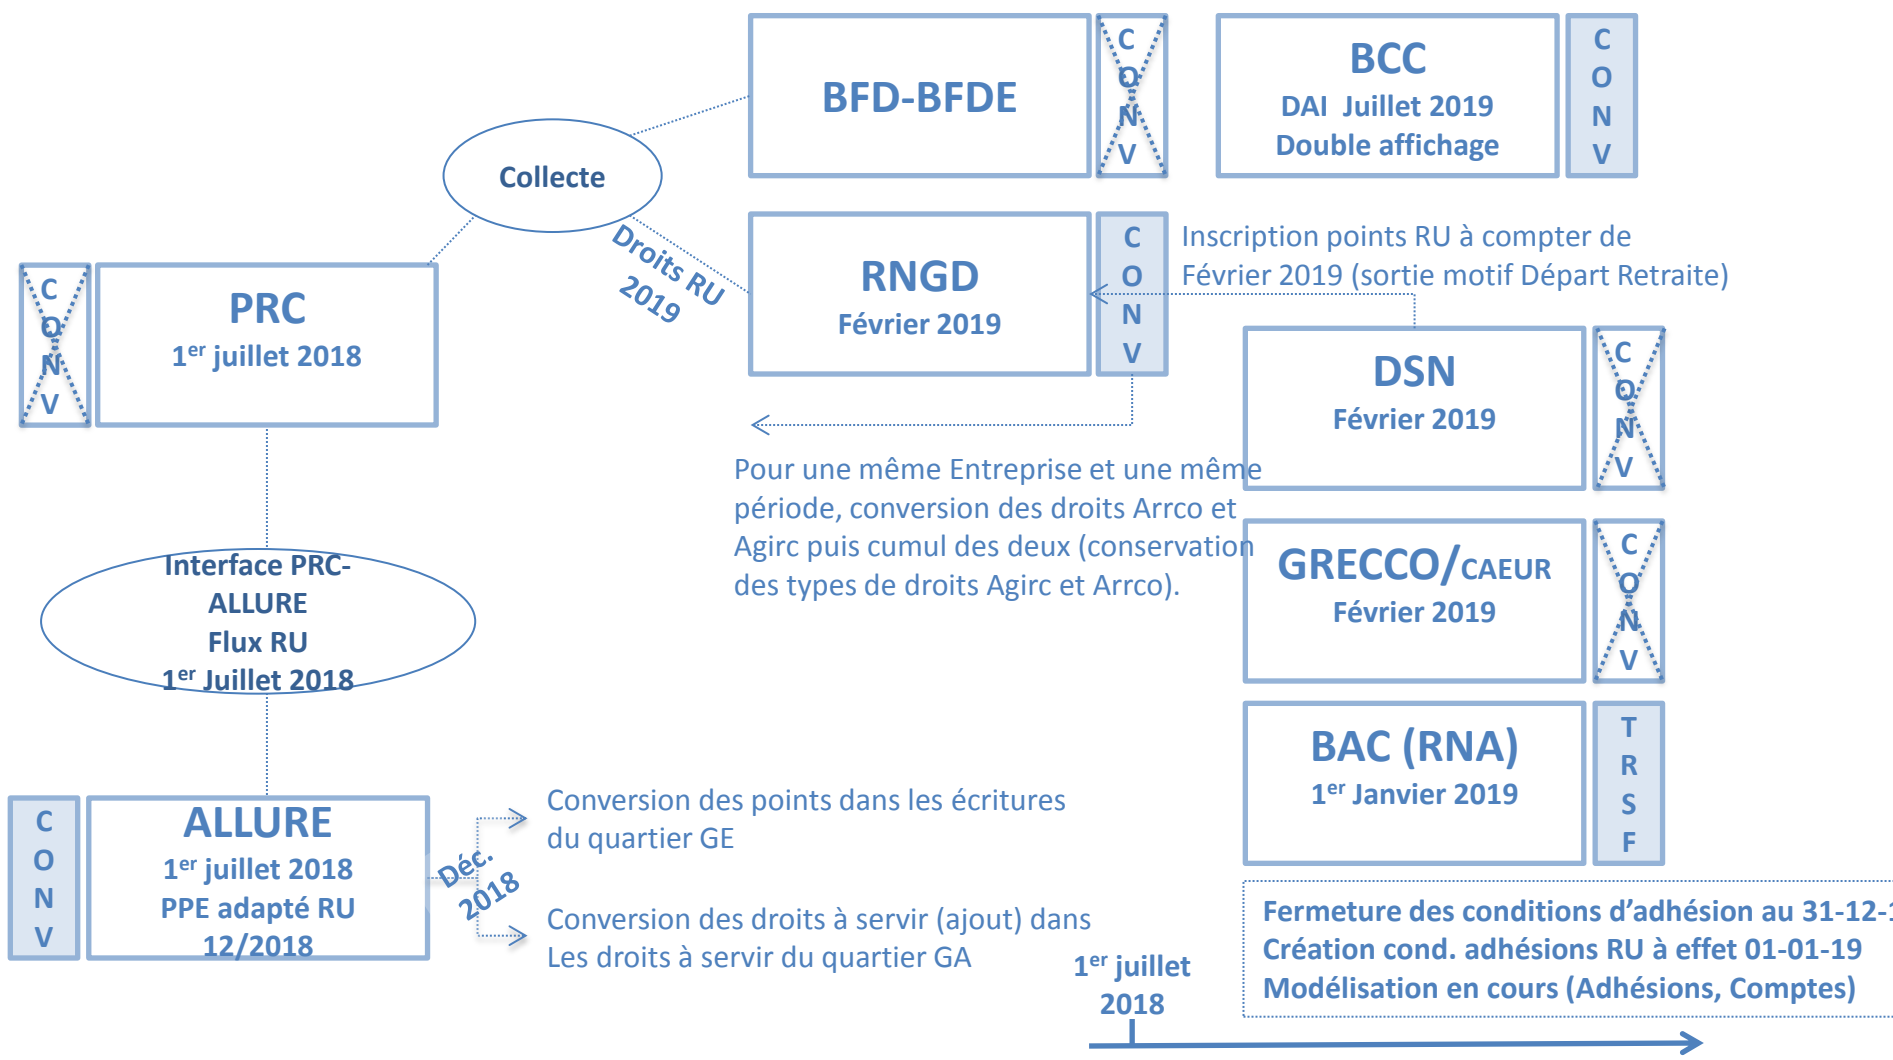 BFD-BFDE
C
O
N
V
BCC
DAI Juillet 2019
Double affichage
C
O
N
V
Collecte
Droits RU
2019
RNGD
Février 2019
C
O
N
V
Inscription points RU à compter de
Février 2019 (sortie motif Départ Retraite)
C
O
N
V
PRC
1er juillet 2018
DSN
Février 2019
C
O
N
V
Pour une même Entreprise et une même
période, conversion des droits Arrco et
Agirc puis cumul des deux (conservation
des types de droits Agirc et Arrco).
GRECCO/CAEUR
Février 2019
C
O
N
V
Interface PRC-
ALLURE
Flux RU
1er Juillet 2018
BAC (RNA)
1er Janvier 2019
T
R
S
F
C
O
N
V
ALLURE
1er juillet 2018
PPE adapté RU
12/2018
Déc.
2018
Conversion des points dans les écritures
du quartier GE
Conversion des droits à servir (ajout) dans
Les droits à servir du quartier GA
Fermeture des conditions d’adhésion au 31-12-1
Création cond. adhésions RU à effet 01-01-19
Modélisation en cours (Adhésions, Comptes)
1er juillet
2018